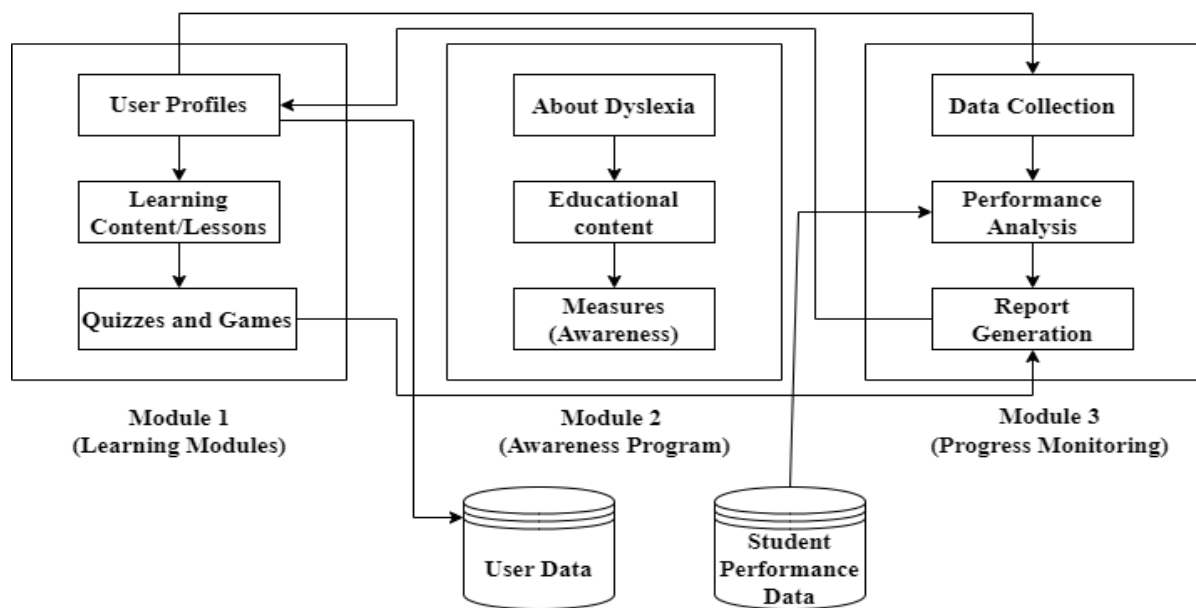 User Profiles
Learning
Content/Lessons
Quizzes and Games
Module 1
(Learning Modules)
About Dyslexia
Educational
content
Measures
(Awareness)
Module 2
(Awareness Program)
Data Collection
Performance
Analysis
Report
Generation
Module 3
(Progress Monitoring)
User Data
Student
Performance
Data